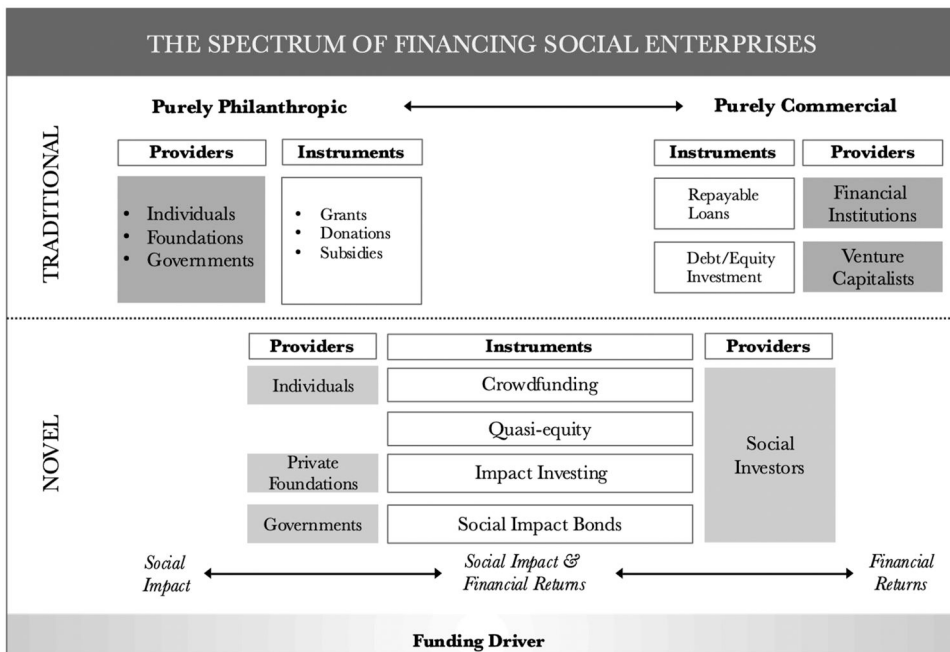 THE SPECTRUM OF FINANCING SOCIAL ENTERPRISES
TRADITIONAL
Purely Philanthropic
Purely Commercial
Providers
Instruments
Instruments
Providers
• Individuals
• Foundations
• Governments
• Grants
• Donations
• Subsidies
Repayable
Loans
Financial
Institutions
Debt/Equity
Investment
Venture
Capitalists
NOVEL
Providers
Instruments
Providers
Individuals
Crowdfunding
Quasi-equity
Private
Foundations
Impact Investing
Governments
Social Impact Bonds
Social
Investors
Social
Impact
Social Impact &
Financial Returns
Financial
Returns
Funding Driver